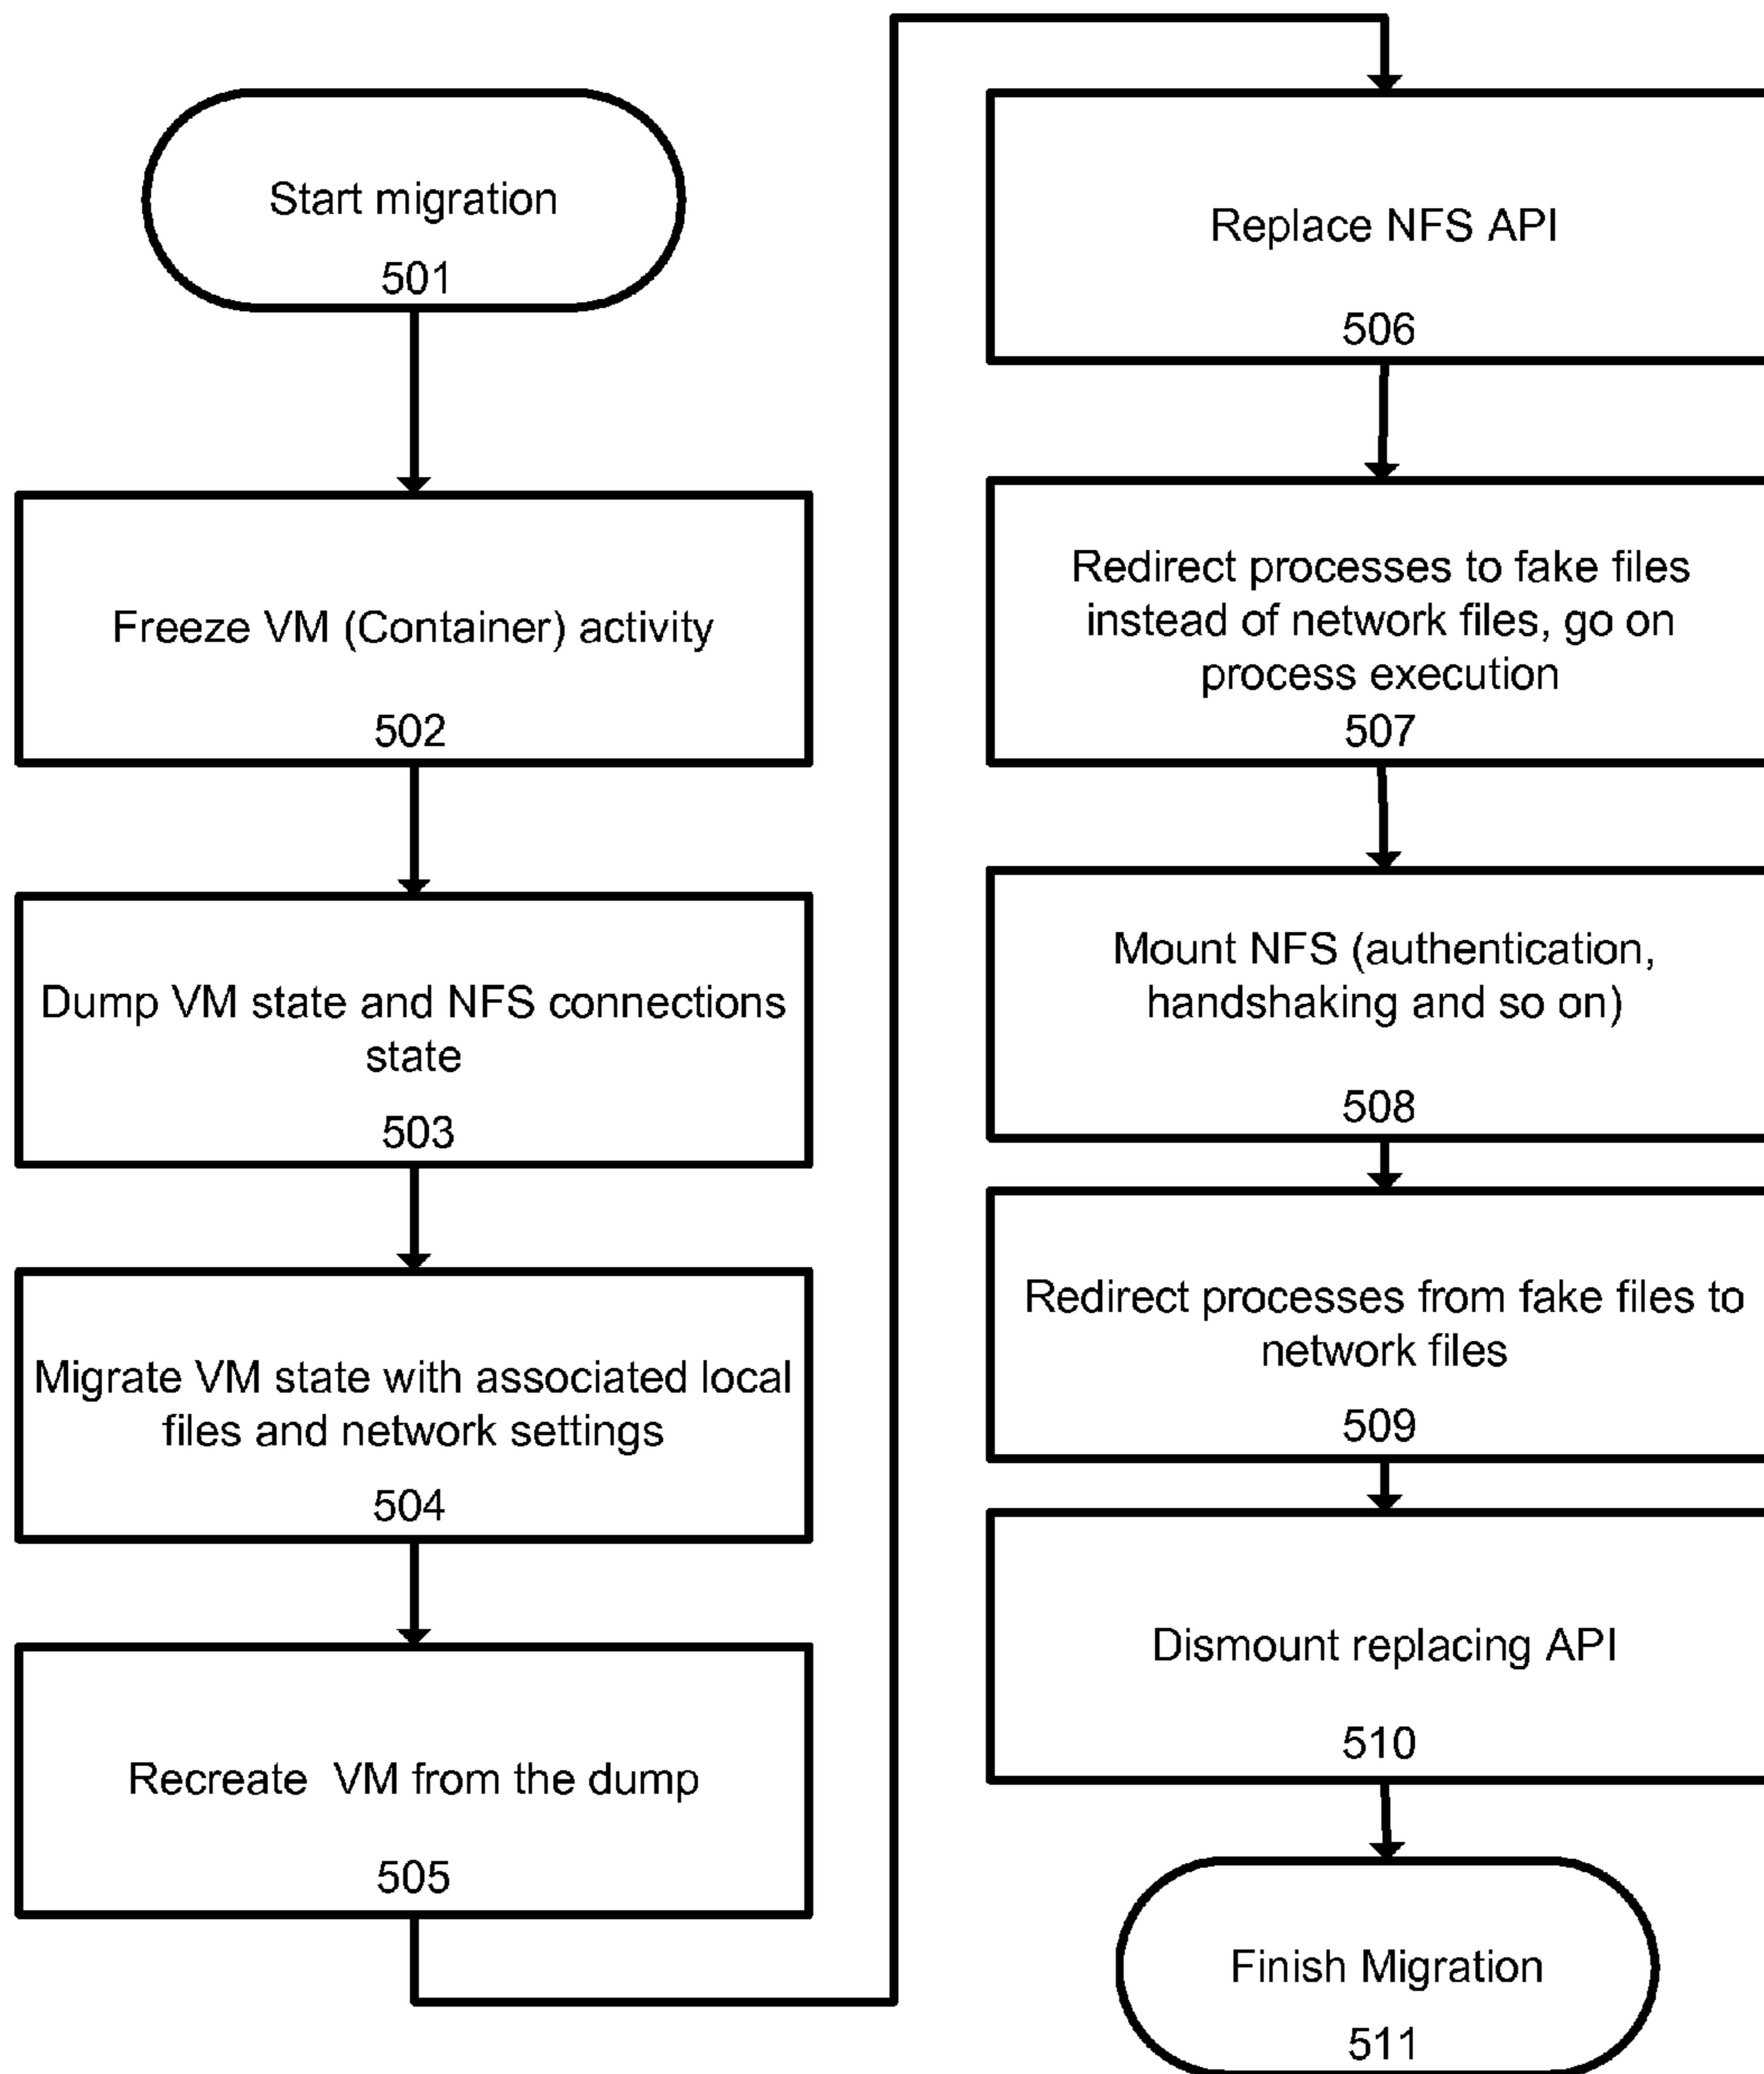 Start migration
501
Freeze VM (Container) activity
502
Dump VM state and NFS connections
state
503
Migrate VM state with associated local
files and network settings
504
Recreate VM from the dump
505
Replace NFS API
506
Redirect processes to fake files
instead of network files, go on
process execution
507
Mount NFS (authentication,
handshaking and so on)
508
Redirect processes from fake files to
network files
509
Dismount replacing API
510
Finish Migration
511